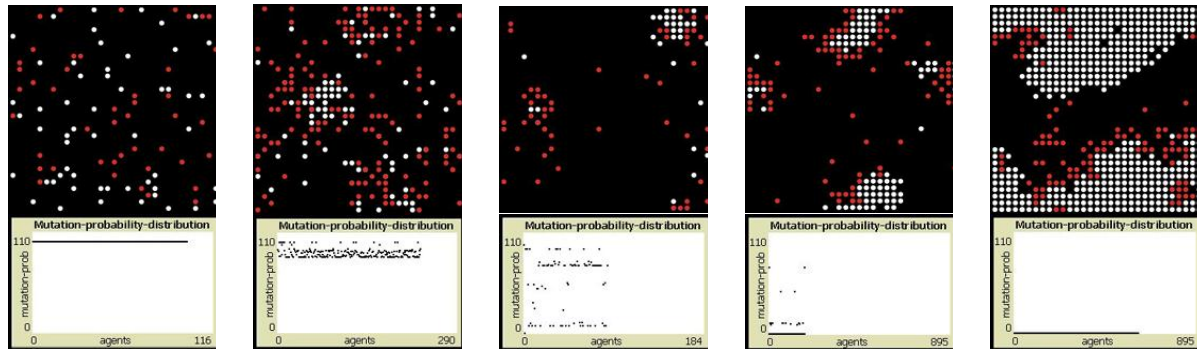 Mutation-probability-distribution
110
mutation-prob
0
0 agents 116
Mutation-probability-distribution
110
mutation-prob
0
0 agents 290
Mutation-probability-distribution
110
mutation-prob
0
0 agents 184
Mutation-probability-distribution
110
mutation-prob
0
0 agents 895
Mutation-probability-distribution
110
mutation-prob
0
0 agents 895